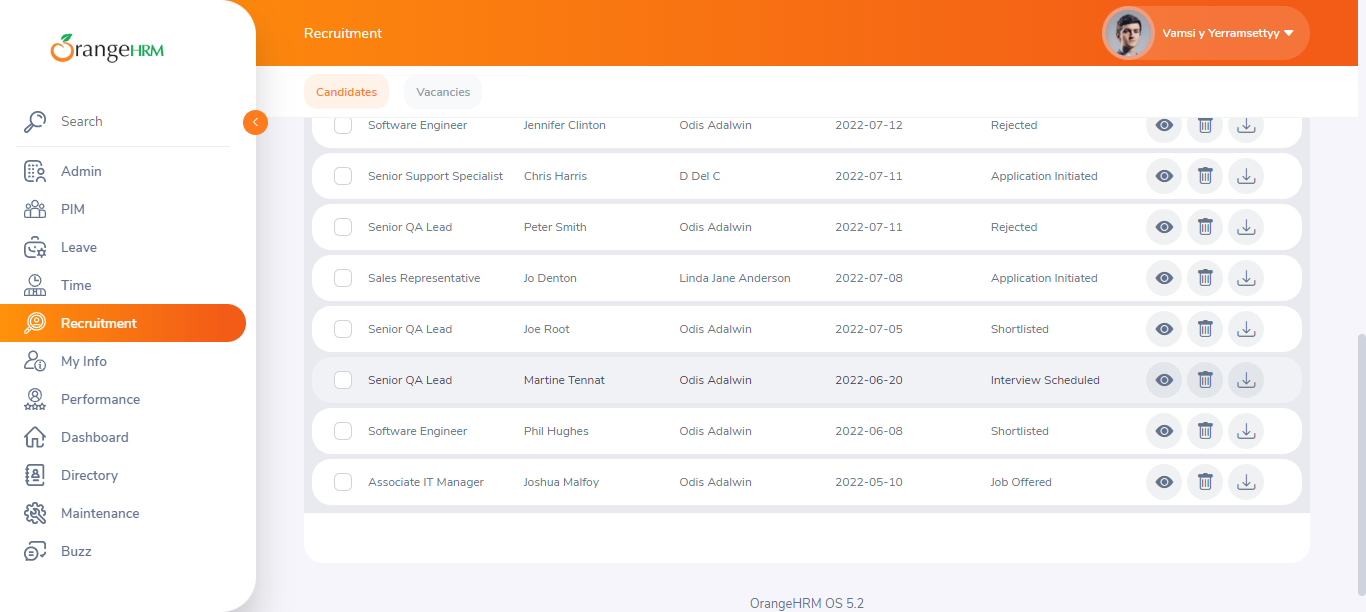 OrangeHRM
Search
Admin
PIM
Leave
Time
Recruitment
My Info
Performance
Dashboard
Directory
Maintenance
Buzz
Recruitment
Vamsi y Yerramsettyy
Candidates Vacancies
Software Engineer Jennifer Clinton Odis Adalwin 2022-07-12 Rejected
Senior Support Specialist Chris Harris D Del C 2022-07-11 Application Initiated
Senior QA Lead Peter Smith Odis Adalwin 2022-07-11 Rejected
Sales Representative Jo Denton Linda Jane Anderson 2022-07-08 Application Initiated
Senior QA Lead Joe Root Odis Adalwin 2022-07-05 Shortlisted
Senior QA Lead Martine Tennat Odis Adalwin 2022-06-20 Interview Scheduled
Software Engineer Phil Hughes Odis Adalwin 2022-06-08 Shortlisted
Associate IT Manager Joshua Malfoy Odis Adalwin 2022-05-10 Job Offered
OrangeHRM OS 5.2